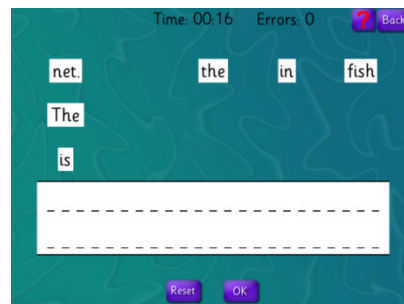 Time: 00:16 Errors: 0 ? Back
net. the in fish
The
is
Reset OK